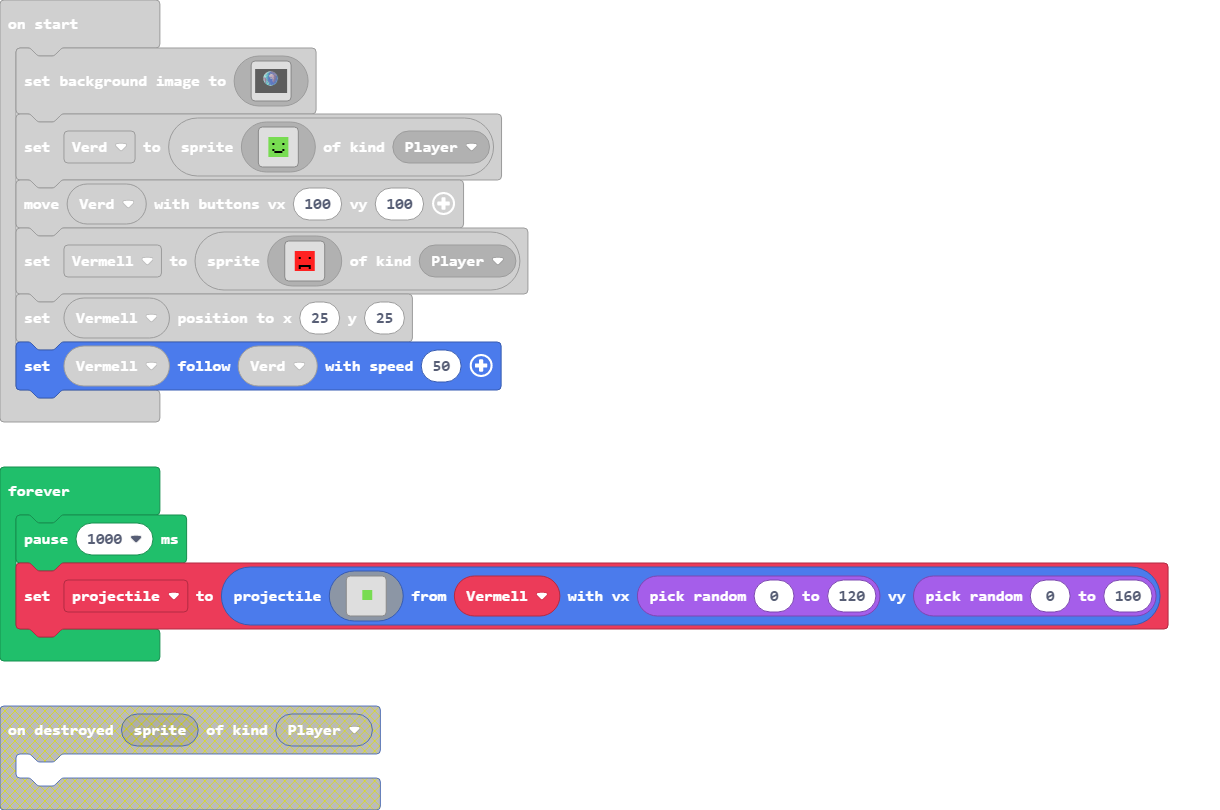 on start
set background image to
set Verd to sprite of kind Player
move Verd with buttons vx 100 vy 100
set Vermell to sprite of kind Player
set Vermell position to x 25 y 25
set Vermell follow Verd with speed 50
forever
pause 1000 ms
set projectile to projectile from Vermell with vx pick random 0 to 120 vy pick random 0 to 160
on destroyed sprite of kind Player